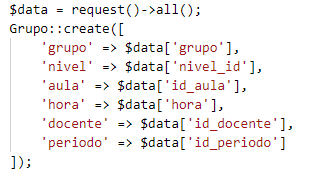 $data = request()->all();
Grupo::create([
'grupo' => $data['grupo'],
'nivel' => $data['nivel_id'],
'aula' => $data['id_aula'],
'hora' => $data['hora'],
'docente' => $data['id_docente'],
'periodo' => $data['id_periodo']
]);